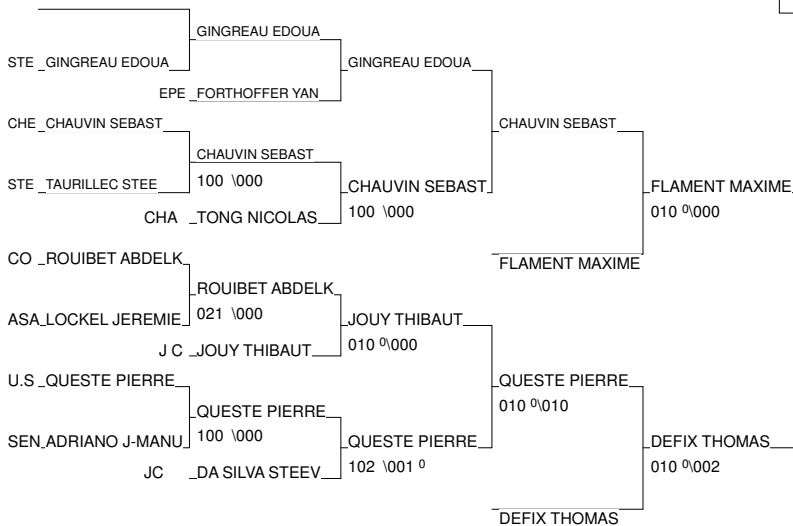 GINGREAU EDOUA
STE GINGREAU EDOUA
GINGREAU EDOUA
EPE FORTHOFFER YAN
CHE CHAUVIN SEBAST
CHAUVIN SEBAST
CHAUVIN SEBAST
100 \000
STE TAURILLEC STEE
CHAUVIN SEBAST
FLAMENT MAXIME
100 \000
010 0\000
CHA TONG NICOLAS
CO ROUIBET ABDELK
FLAMENT MAXIME
ROUIBET ABDELK
021 \000
ASA LOCKEL JEREMIE
JOUY THIBAUT
010 0\000
J C JOUY THIBAUT
U.S QUESTE PIERRE
QUESTE PIERRE
010 0\010
QUESTE PIERRE
100 \000
SEN ADRIANO J-MANU
QUESTE PIERRE
DEFIX THOMAS
102 \001 0
010 0\002
JC DA SILVA STEEV
DEFIX THOMAS